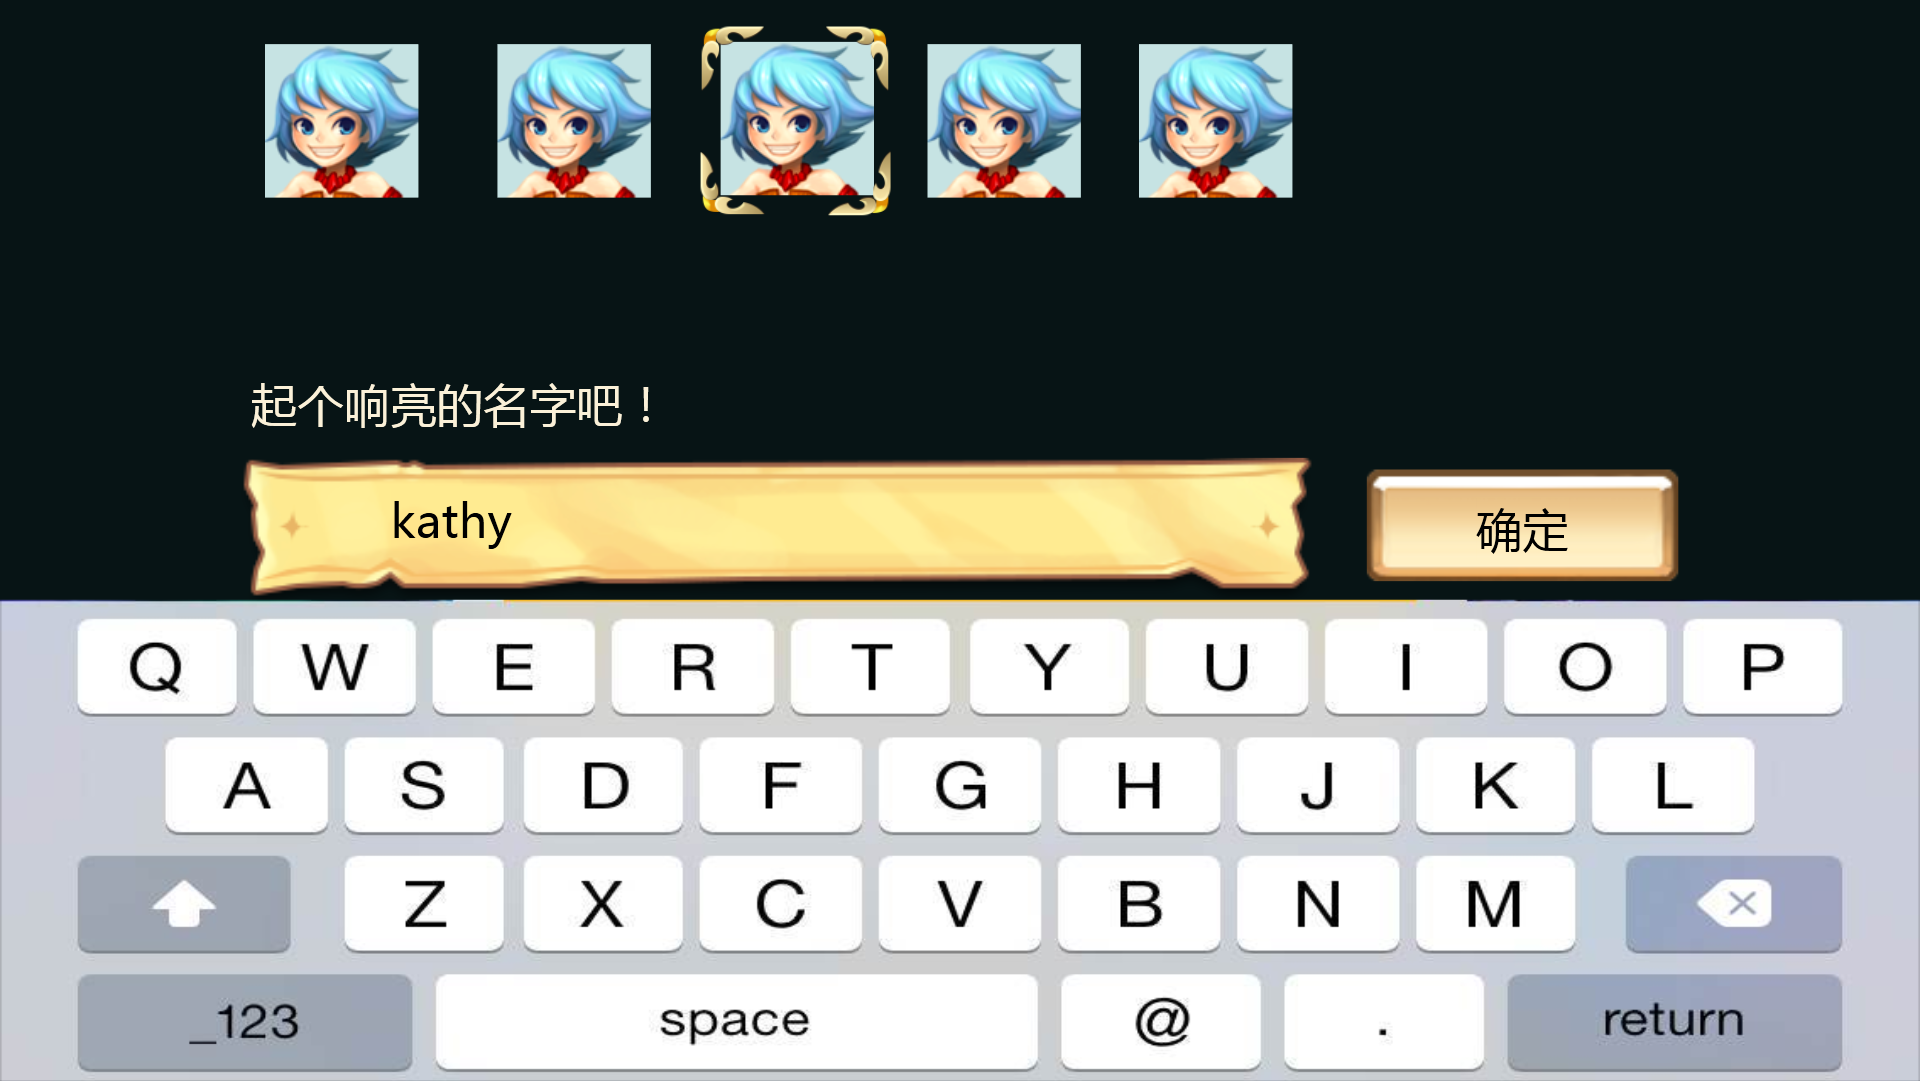 起个响亮的名字吧！
kathy
确定
Q W E R T Y U I O P
A S D F G H J K L
Z X C V B N M
_123 space @ . return